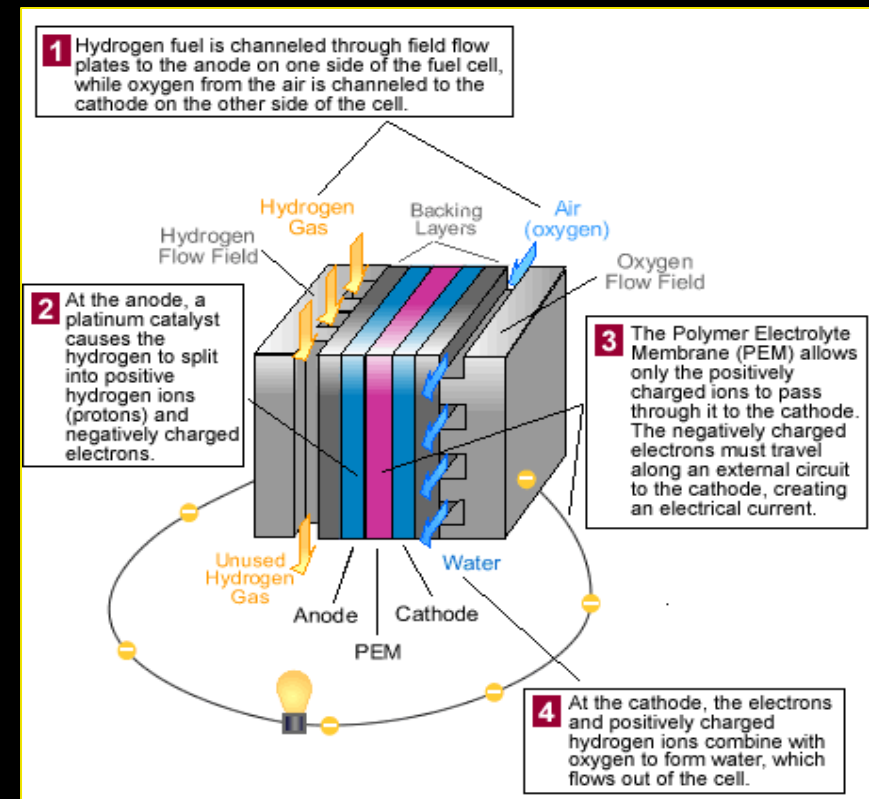 1 Hydrogen fuel is channeled through field flow
plates to the anode on one side of the fuel cell,
while oxygen from the air is channeled to the
cathode on the other side of the cell.
Hydrogen
Gas
Backing
Layers
Air
(oxygen)
Hydrogen
Flow Field
Oxygen
Flow Field
2 At the anode, a
platinum catalyst
causes the
hydrogen to split
into positive
hydrogen ions
(protons) and
negatively charged
electrons.
3 The Polymer Electrolyte
Membrane (PEM) allows
only the positively
charged ions to pass
through it to the cathode.
The negatively charged
electrons must travel
along an external circuit
to the cathode, creating
an electrical current.
Unused
Hydrogen
Gas
Water
Anode
Cathode
PEM
4 At the cathode, the electrons
and positively charged
hydrogen ions combine with
oxygen to form water, which
flows out of the cell.